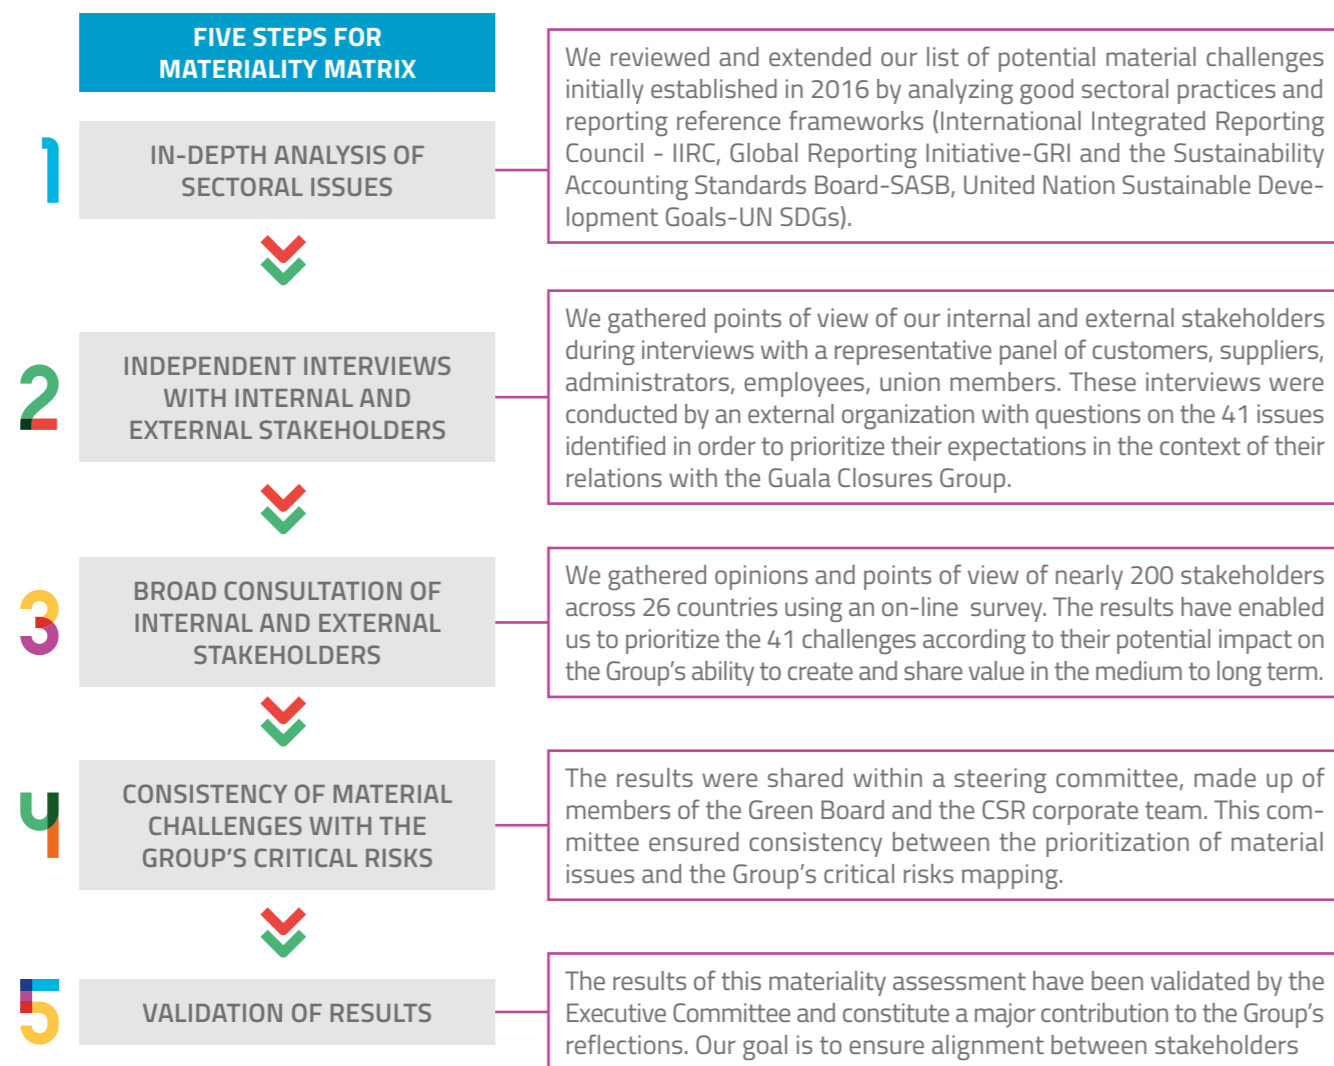 FIVE STEPS FOR
MATERIALITY MATRIX
1
IN-DEPTH ANALYSIS OF
SECTORAL ISSUES
We reviewed and extended our list of potential material challenges
initially established in 2016 by analyzing good sectoral practices and
reporting reference frameworks (International Integrated Reporting
Council - IIRC, Global Reporting Initiative-GRI and the Sustainability
Accounting Standards Board-SASB, United Nation Sustainable Deve-
lopment Goals-UN SDGs).
2
INDEPENDENT INTERVIEWS
WITH INTERNAL AND
EXTERNAL STAKEHOLDERS
We gathered points of view of our internal and external stakeholders
during interviews with a representative panel of customers, suppliers,
administrators, employees, union members. These interviews were
conducted by an external organization with questions on the 41 issues
identified in order to prioritize their expectations in the context of their
relations with the Guala Closures Group.
3
BROAD CONSULTATION OF
INTERNAL AND EXTERNAL
STAKEHOLDERS
We gathered opinions and points of view of nearly 200 stakeholders
across 26 countries using an on-line survey. The results have enabled
us to prioritize the 41 challenges according to their potential impact on
the Group's ability to create and share value in the medium to long term.
4
CONSISTENCY OF MATERIAL
CHALLENGES WITH THE
GROUP'S CRITICAL RISKS
The results were shared within a steering committee, made up of
members of the Green Board and the CSR corporate team. This com-
mittee ensured consistency between the prioritization of material
issues and the Group's critical risks mapping.
5
VALIDATION OF RESULTS
The results of this materiality assessment have been validated by the
Executive Committee and constitute a major contribution to the Group's
reflections. Our goal is to ensure alignment between stakeholders